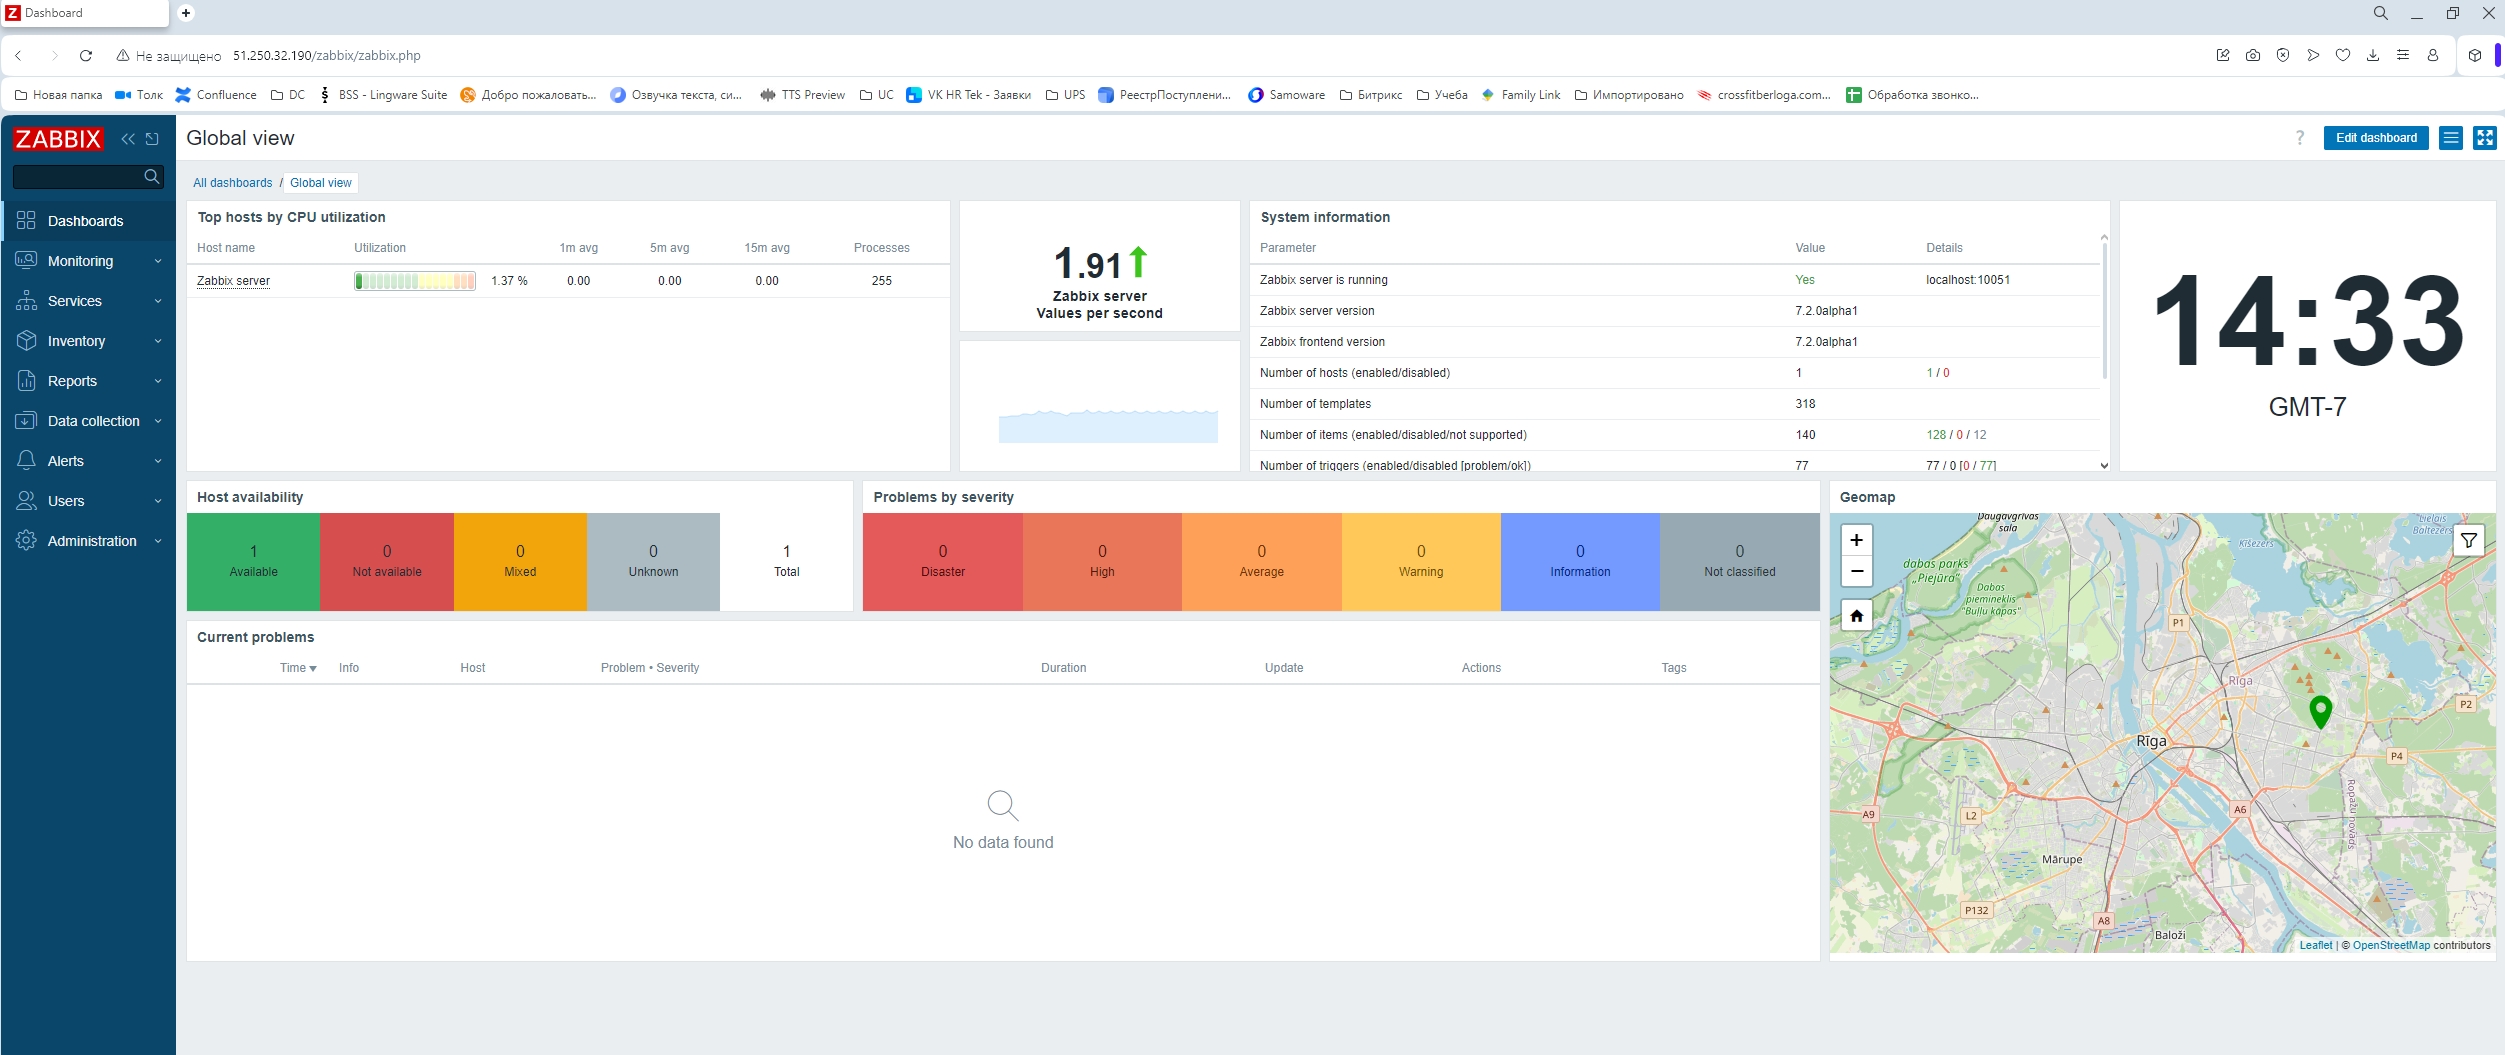 Dashboard
Не защищено 51.250.32.190/zabbix/zabbix.php
Новая папка Толк Confluence DC BSS - Lingware Suite Добро пожаловать... Озвучка текста, си... TTS Preview UC VK HR Tek - Заявки UPS РеестрПоступлени... Samoware Битрикс Учеба Family Link Импортировано crossfitberloga.com... Обработка звонко...
ZABBIX
Dashboards
Monitoring
Services
Inventory
Reports
Data collection
Alerts
Users
Administration
Global view
? Edit dashboard
All dashboards / Global view
Top hosts by CPU utilization
Host name Utilization 1m avg 5m avg 15m avg Processes
Zabbix server 1.37 % 0.00 0.00 0.00 255
1.91
Zabbix server
Values per second
System information
Parameter Value Details
Zabbix server is running Yes localhost:10051
Zabbix server version 7.2.0alpha1
Zabbix frontend version 7.2.0alpha1
Number of hosts (enabled/disabled) 1 1 / 0
Number of templates 318
Number of items (enabled/disabled/not supported) 140 128 / 0 / 12
Number of triggers (enabled/disabled [problem/ok]) 77 77 / 0 [0 / 77]
14:33
GMT-7
Host availability
1 0 0 0 1
Available Not available Mixed Unknown Total
Problems by severity
0 0 0 0 0 0
Disaster High Average Warning Information Not classified
Current problems
Time Info Host Problem • Severity Duration Update Actions Tags
No data found
Geomap
+
−
Daugavgrīvas
sala
Lielais
Baltezers
Ķīšezers
dabas parks
„Piejūra”
Dabas
piemineklis
"Buļļu kāpas"
P1
Rīga
P2
Rīga
P4
Ropažu novads
A9
L2
A6
Mārupe
P132
A8
Baloži
Leaflet | © OpenStreetMap contributors